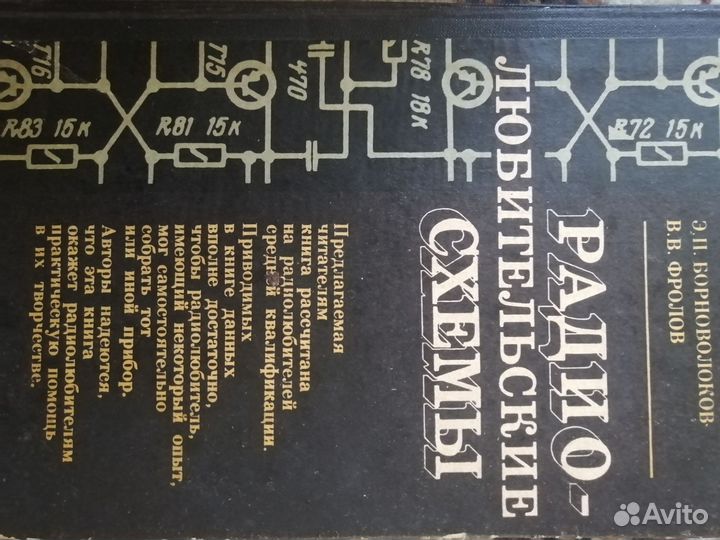 Э.П. БОРНОВОЛОКОВ
В.В. ФРОЛОВ
РАДИО-
ЛЮБИТЕЛЬСКИЕ
СХЕМЫ
Предлагаемая
читателям
книга рассчитана
на радиолюбителей
средней квалификации.
Приводимых
в книге данных
вполне достаточно,
чтобы радиолюбитель,
имеющий некоторый опыт,
мог самостоятельно
собрать тот
или иной прибор.
Авторы надеются,
что эта книга
окажет радиолюбителям
практическую помощь
в их творчестве.
T16
R83 15к
R81 15к
T15
470
R78 18к
R72 15к
Avito